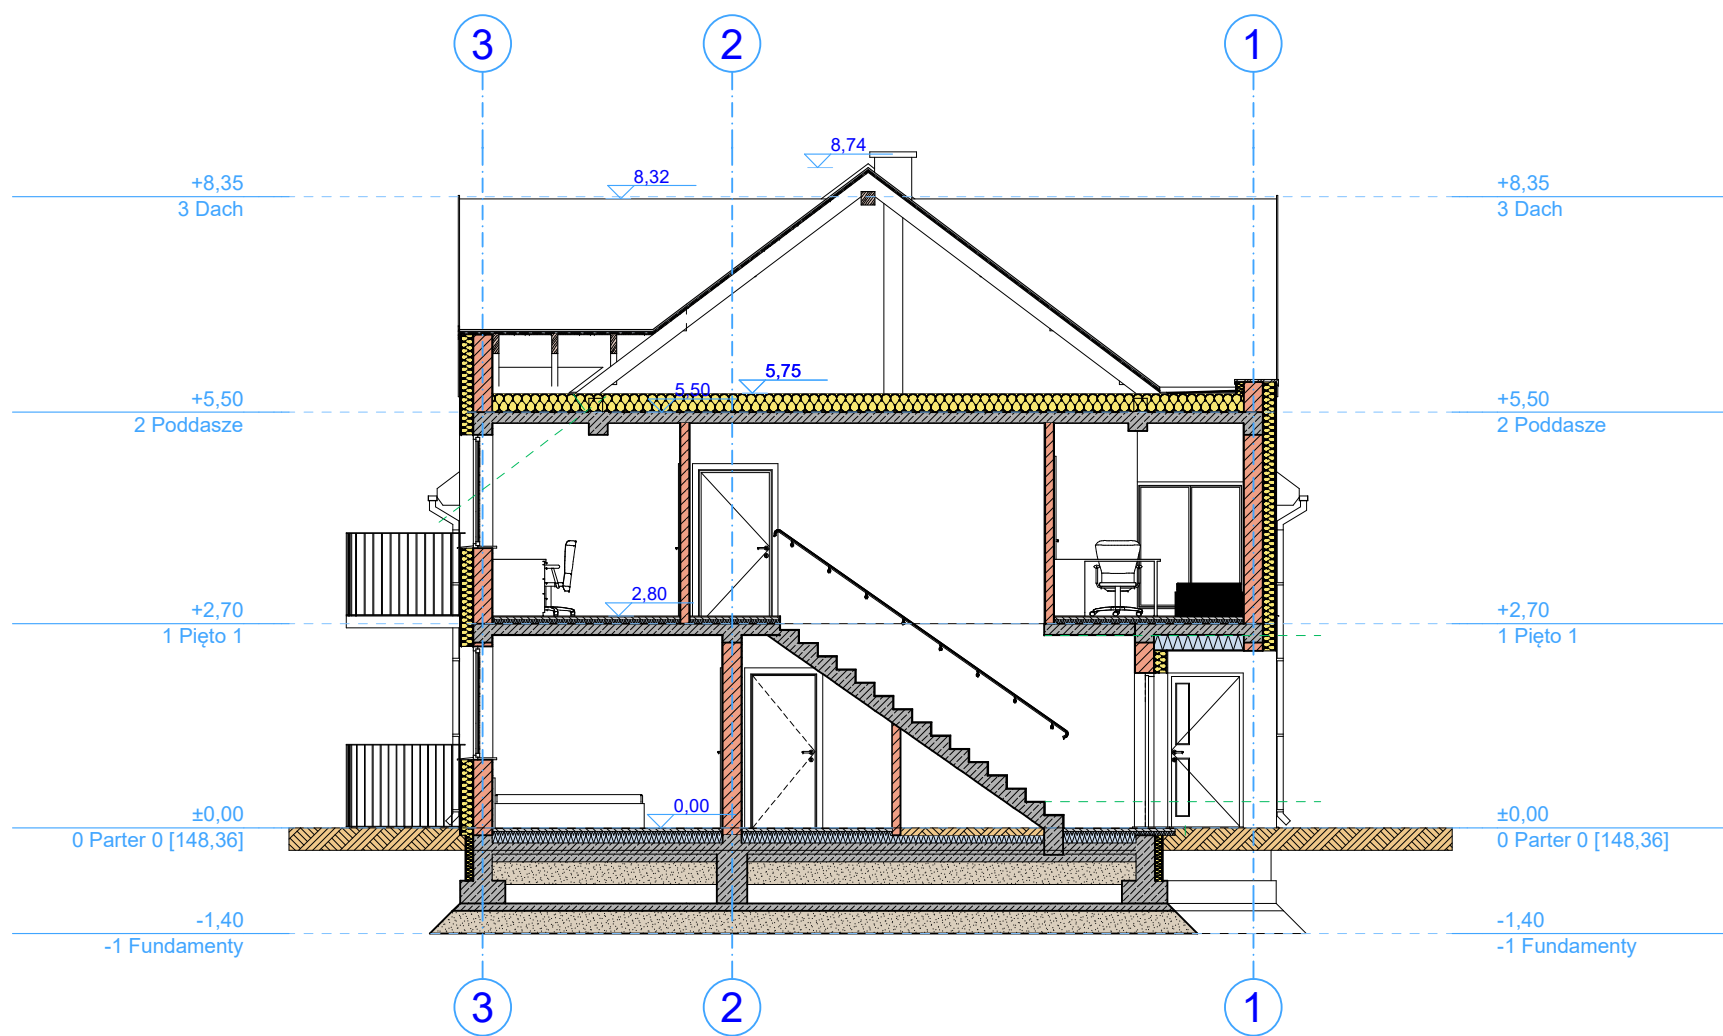 3
2
1
8,74
+8,35
3 Dach
8,32
+8,35
3 Dach
5,75
5,50
+5,50
2 Poddasze
+5,50
2 Poddasze
2,80
+2,70
1 Pięto 1
+2,70
1 Pięto 1
0,00
±0,00
0 Parter 0 [148,36]
±0,00
0 Parter 0 [148,36]
-1,40
-1 Fundamenty
-1,40
-1 Fundamenty
3
2
1